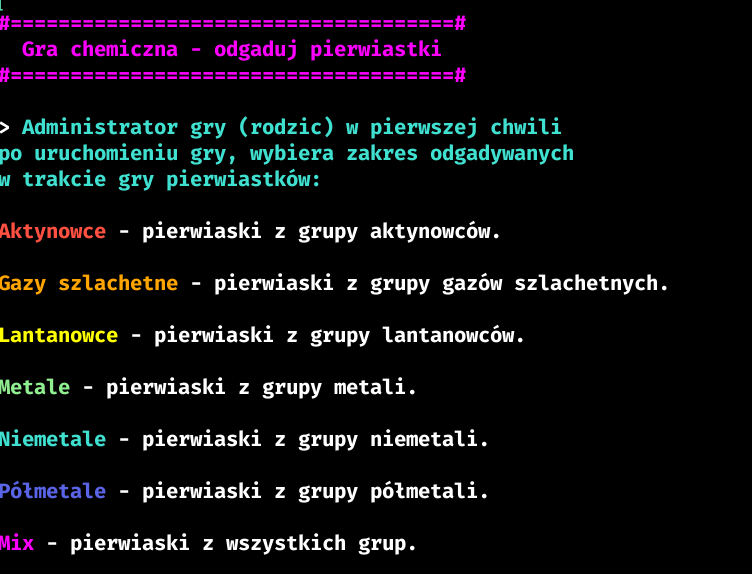 #=====================================#
Gra chemiczna - odgaduj pierwiastki
#=====================================#
> Administrator gry (rodzic) w pierwszej chwili
po uruchomieniu gry, wybiera zakres odgadywanych
w trakcie gry pierwiastków:
Aktynowce - pierwiaski z grupy aktynowców.
Gazy szlachetne - pierwiaski z grupy gazów szlachetnych.
Lantanowce - pierwiaski z grupy lantanowców.
Metale - pierwiaski z grupy metali.
Niemetale - pierwiaski z grupy niemetali.
Półmetale - pierwiaski z grupy półmetali.
Mix - pierwiaski z wszystkich grup.